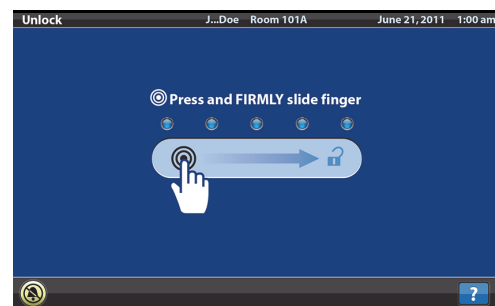 Unlock J...Doe Room 101A June 21, 2011 1:00 am
Press and FIRMLY slide finger
?